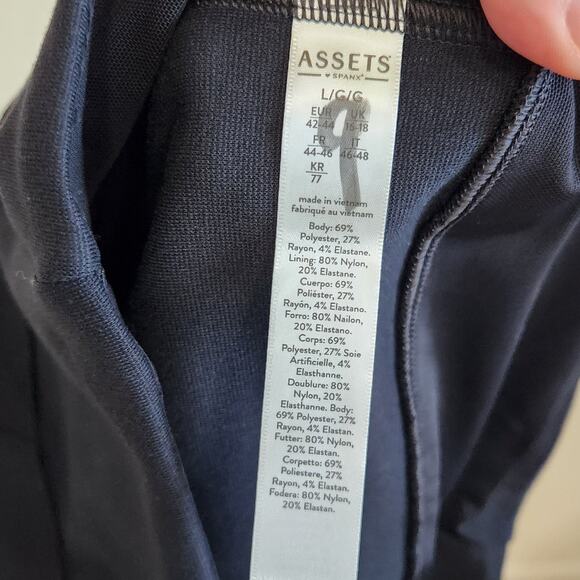 ASSETS
♥ SPANX®
L/G/G
EUR UK
42-44 16-18
FR IT
44-46 46-48
KR
77
9
made in vietnam
fabriqué au vietnam
Body: 69%
Polyester, 27%
Rayon, 4% Elastane.
Lining: 80% Nylon,
20% Elastane.
Cuerpo: 69%
Poliéster, 27%
Rayón, 4% Elastano.
Forro: 80% Nailon,
20% Elastano.
Corps: 69%
Polyester, 27% Soie
Artificielle, 4%
Elasthanne.
Doublure: 80%
Nylon, 20%
Elasthanne. Body:
69% Polyester, 27%
Rayon, 4% Elastan.
Futter: 80% Nylon,
20% Elastan.
Corpetto: 69%
Poliestere, 27%
Rayon, 4% Elastan.
Fodera: 80% Nylon,
20% Elastan.